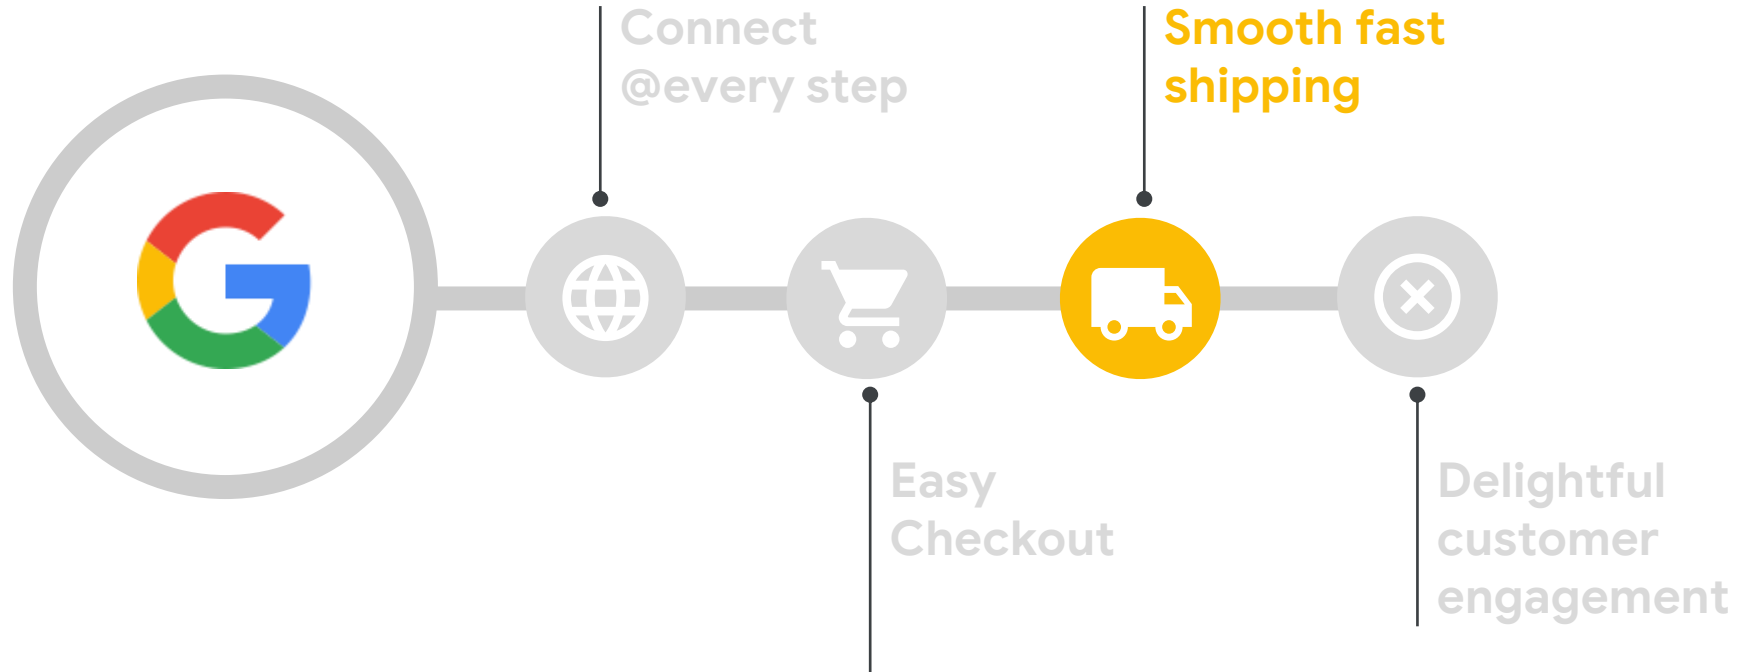 Connect
@every step
Smooth fast
shipping
Easy
Checkout
Delightful
customer
engagement